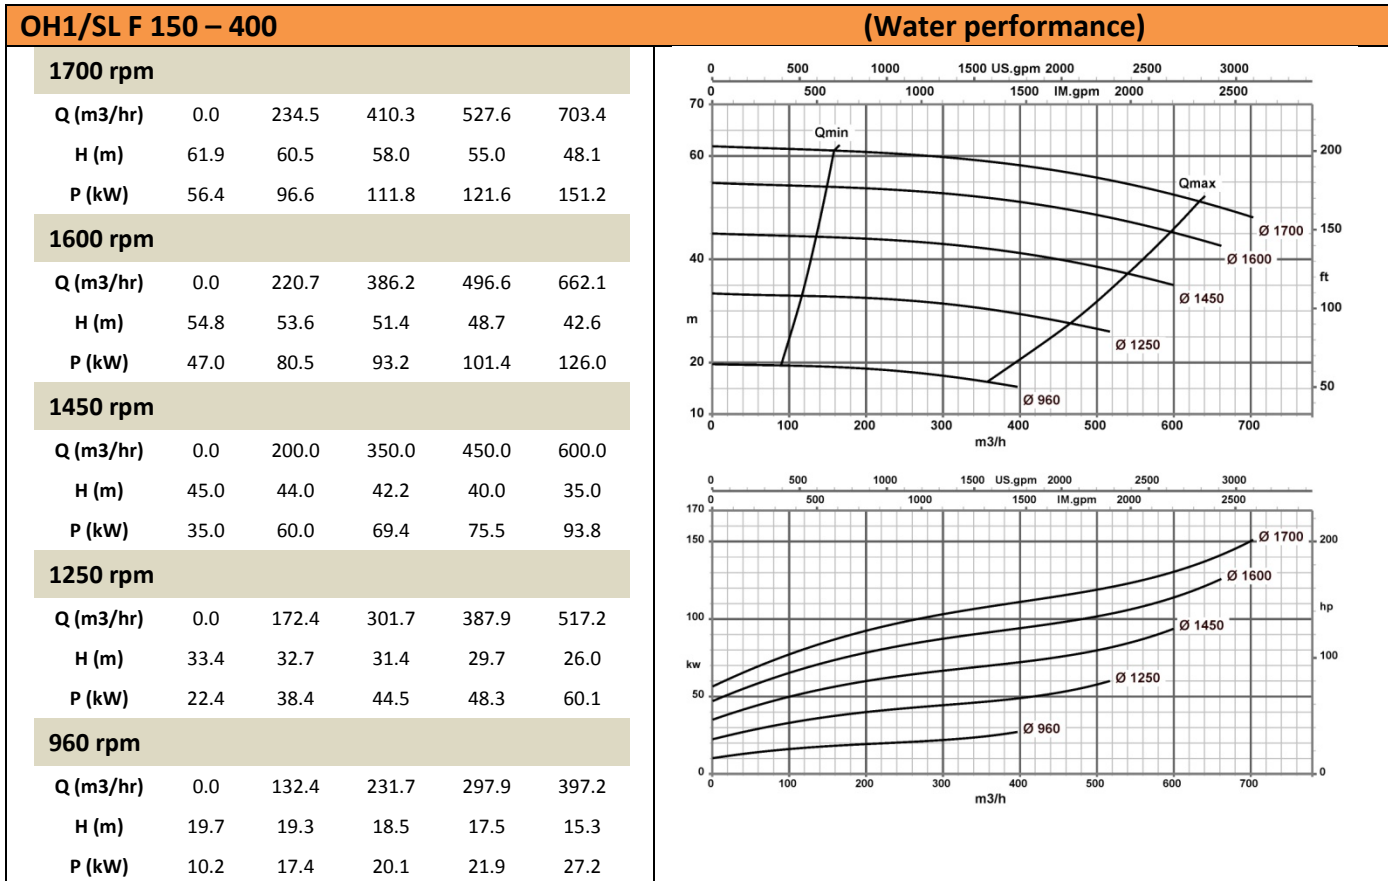 OH1/SL F 150 – 400 (Water performance)
1700 rpm
Q (m3/hr) 0.0 234.5 410.3 527.6 703.4
H (m) 61.9 60.5 58.0 55.0 48.1
P (kW) 56.4 96.6 111.8 121.6 151.2
1600 rpm
Q (m3/hr) 0.0 220.7 386.2 496.6 662.1
H (m) 54.8 53.6 51.4 48.7 42.6
P (kW) 47.0 80.5 93.2 101.4 126.0
1450 rpm
Q (m3/hr) 0.0 200.0 350.0 450.0 600.0
H (m) 45.0 44.0 42.2 40.0 35.0
P (kW) 35.0 60.0 69.4 75.5 93.8
1250 rpm
Q (m3/hr) 0.0 172.4 301.7 387.9 517.2
H (m) 33.4 32.7 31.4 29.7 26.0
P (kW) 22.4 38.4 44.5 48.3 60.1
960 rpm
Q (m3/hr) 0.0 132.4 231.7 297.9 397.2
H (m) 19.7 19.3 18.5 17.5 15.3
P (kW) 10.2 17.4 20.1 21.9 27.2
0 500 1000 1500 US.gpm 2000 2500 3000
0 500 1000 1500 IM.gpm 2000 2500
70
Qmin
60 200
Qmax
Ø 1700 150
40 Ø 1600
ft
Ø 1450
100
m
Ø 1250
20
50
Ø 960
10
0 100 200 300 400 500 600 700
m3/h
0 500 1000 1500 US.gpm 2000 2500 3000
0 500 1000 1500 IM.gpm 2000 2500
170
150 Ø 1700 200
Ø 1600
hp
100 Ø 1450
100
kw
Ø 1250
50
Ø 960
0 0
0 100 200 300 400 500 600 700
m3/h